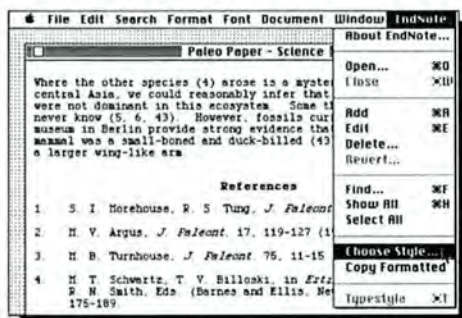 File Edit Search Format Font Document Window EndNote
Paleo Paper - Science
About EndNote...
Open... ⌘O
Close ⌘W
Add ⌘A
Edit ⌘E
Delete...
Revert...
Find... ⌘F
Show All ⌘H
Select All
Choose Style...
Copy Formatted
Typestyle ⌘T
Where the other species (4) arose is a myste
central Asia, we could reasonably infer that
were not dominant in this ecosystem. Some t
never know (5, 6, 43). However, fossils cur
museum in Berlin provide strong evidence tha
mammal was a small-boned and duck-billed (43
a larger wing-like arm
References
1. S. I. Morehouse, R. S. Tung, J. Paleont
2. M. V. Argus, J. Paleont. 17, 119-127 (1
3. M. B. Turnhouse, J. Paleont. 75, 11-15
4. M. T. Schwertz, T. V. Billoski, in
R. N. Smith, Eds. (Barnes and Ellis, Ne
175-189.